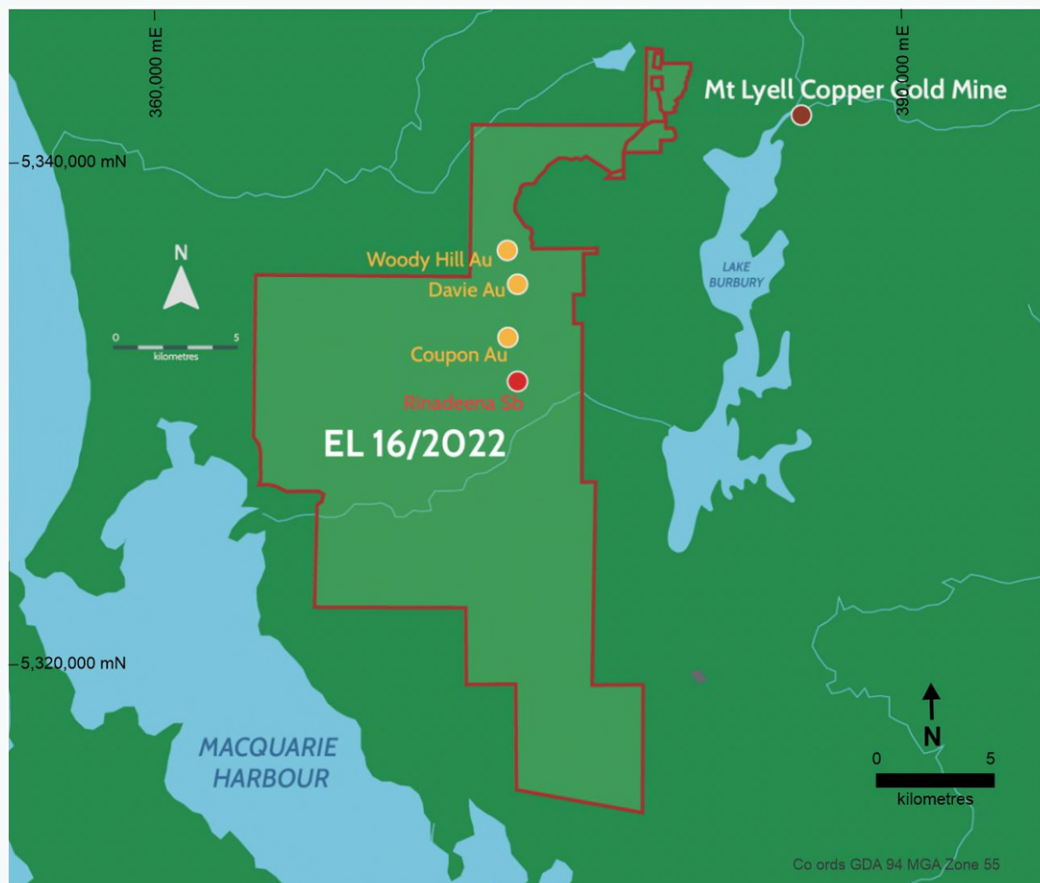 360,000 mE
390,000 mE
Mt Lyell Copper Gold Mine
5,340,000 mN
N
Woody Hill Au
LAKE
BURBURY
Davie Au
0 5
kilometres
Coupon Au
Rinadeena Sb
EL 16/2022
5,320,000 mN
MACQUARIE
HARBOUR
N
0 5
kilometres
Co ords GDA 94 MGA Zone 55